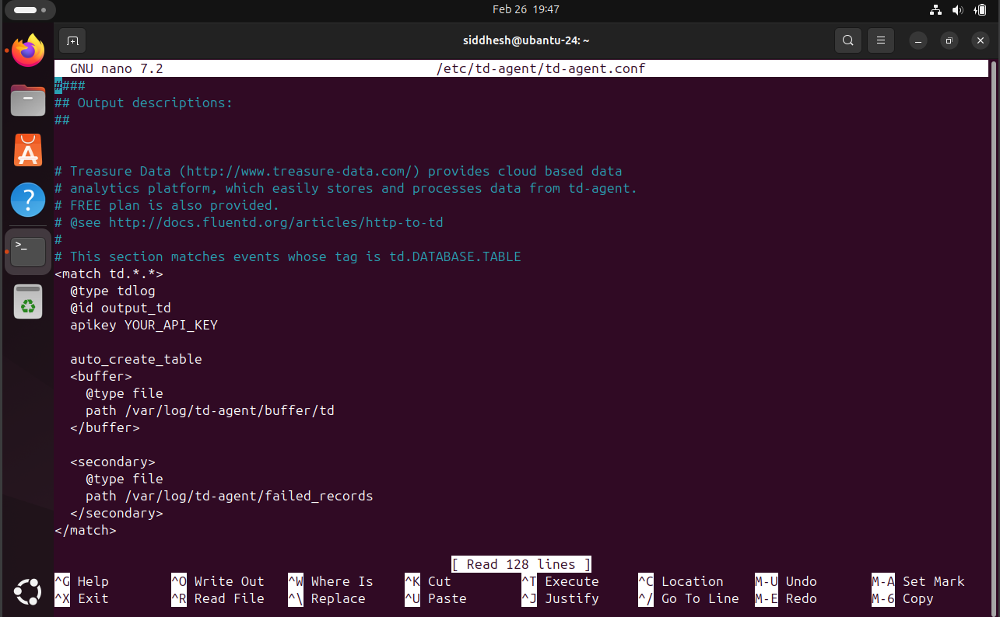 Feb 26 19:47
siddhesh@ubantu-24: ~
GNU nano 7.2 /etc/td-agent/td-agent.conf
####
## Output descriptions:
##
# Treasure Data (http://www.treasure-data.com/) provides cloud based data
# analytics platform, which easily stores and processes data from td-agent.
# FREE plan is also provided.
# @see http://docs.fluentd.org/articles/http-to-td
#
# This section matches events whose tag is td.DATABASE.TABLE
<match td.*.*>
  @type tdlog
  @id output_td
  apikey YOUR_API_KEY
  auto_create_table
  <buffer>
    @type file
    path /var/log/td-agent/buffer/td
  </buffer>
  <secondary>
    @type file
    path /var/log/td-agent/failed_records
  </secondary>
</match>
[ Read 128 lines ]
^G Help ^O Write Out ^W Where Is ^K Cut ^T Execute ^C Location M-U Undo M-A Set Mark
^X Exit ^R Read File ^\ Replace ^U Paste ^J Justify ^/ Go To Line M-E Redo M-6 Copy